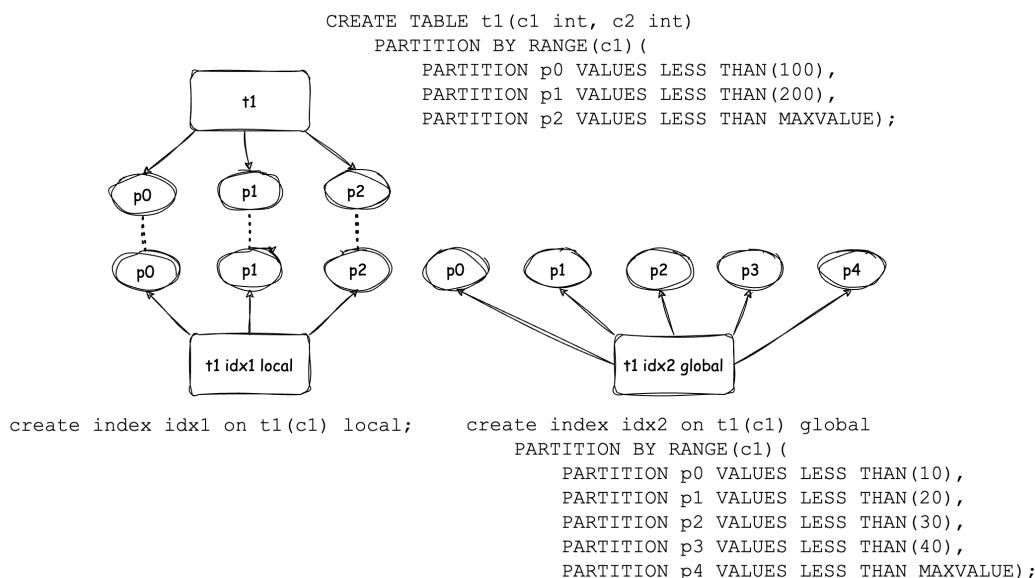 CREATE TABLE t1(c1 int, c2 int)
PARTITION BY RANGE(c1)(
PARTITION p0 VALUES LESS THAN(100),
PARTITION p1 VALUES LESS THAN(200),
PARTITION p2 VALUES LESS THAN MAXVALUE);
t1
p0 p1 p2
p0 p1 p2 p0 p1 p2 p3 p4
t1 idx1 local t1 idx2 global
create index idx1 on t1(c1) local;
create index idx2 on t1(c1) global
PARTITION BY RANGE(c1)(
PARTITION p0 VALUES LESS THAN(10),
PARTITION p1 VALUES LESS THAN(20),
PARTITION p2 VALUES LESS THAN(30),
PARTITION p3 VALUES LESS THAN(40),
PARTITION p4 VALUES LESS THAN MAXVALUE);